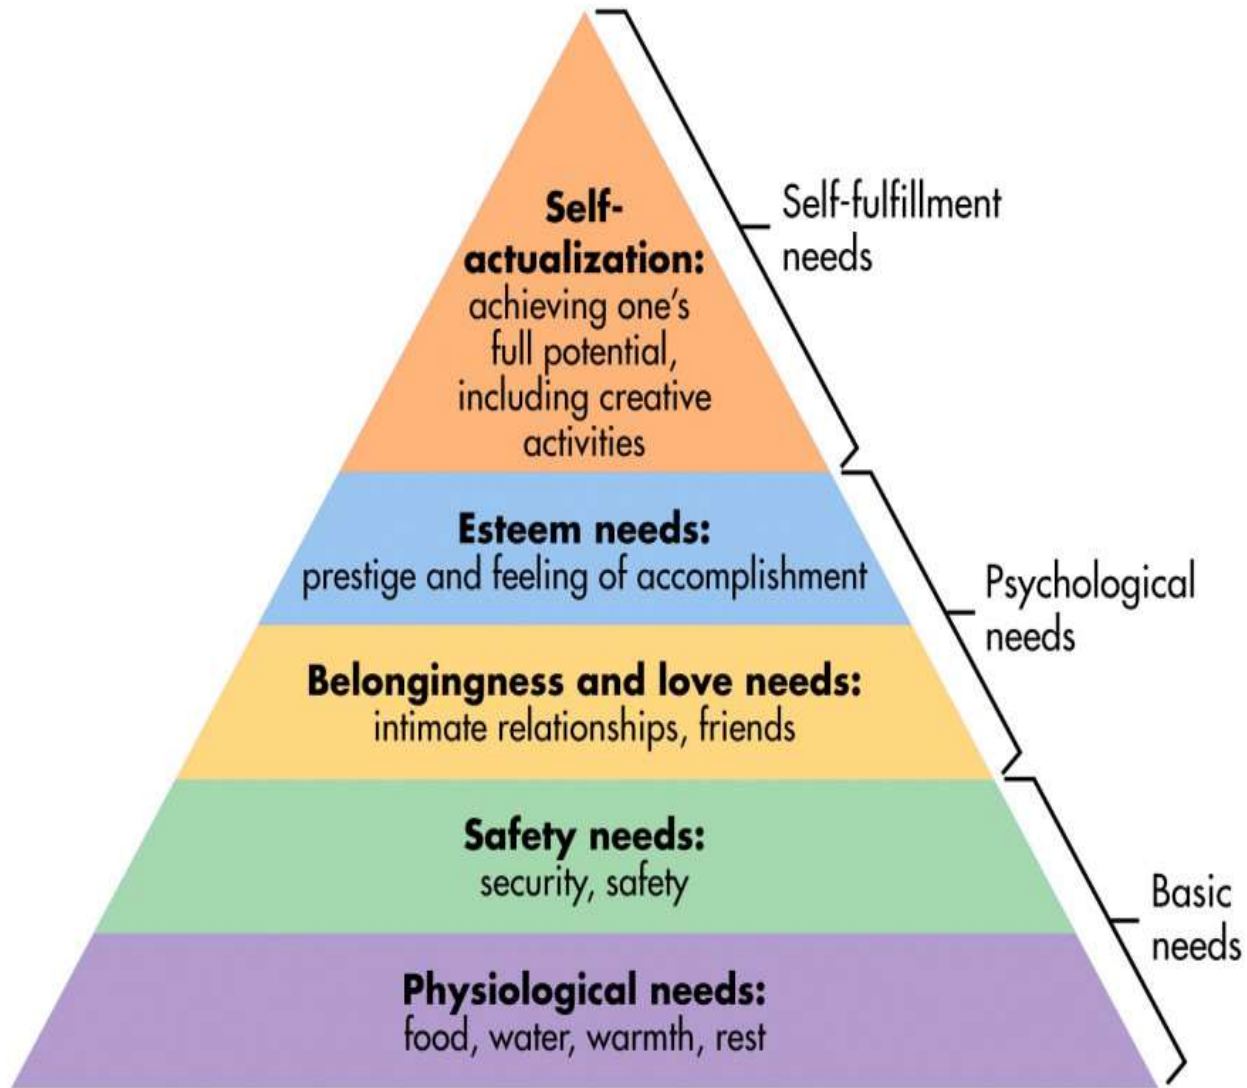 Self-
actualization:
achieving one's
full potential,
including creative
activities
Self-fulfillment
needs
Esteem needs:
prestige and feeling of accomplishment
Belongingness and love needs:
intimate relationships, friends
Psychological
needs
Safety needs:
security, safety
Physiological needs:
food, water, warmth, rest
Basic
needs